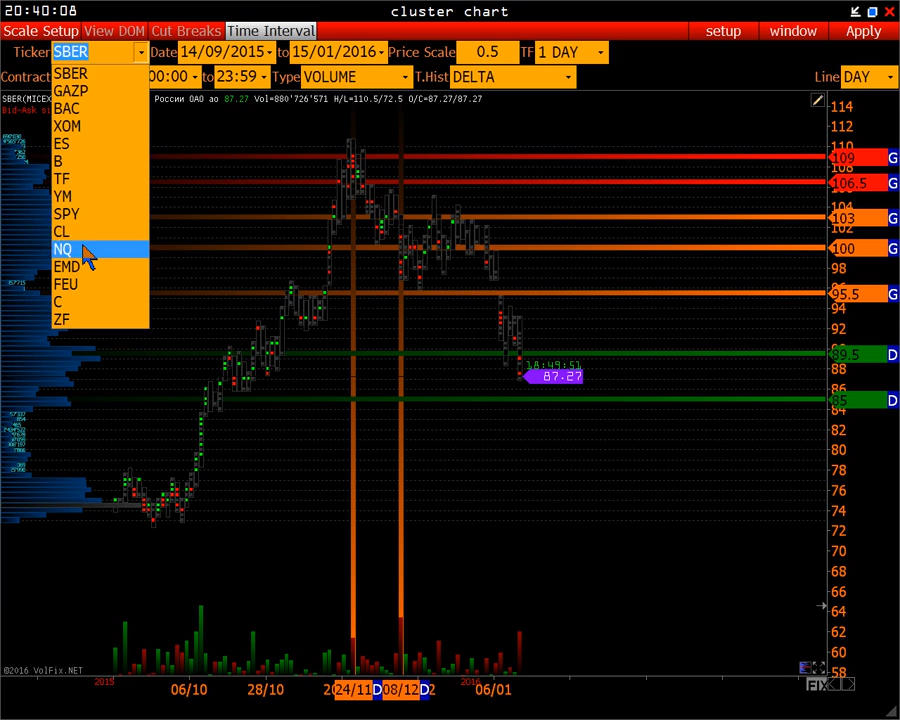 20:40:08 cluster chart
Scale Setup View DOM Cut Breaks Time Interval setup window Apply
Ticker SBER Date 14/09/2015 to 15/01/2016 Price Scale 0.5 TF 1 DAY
Contract 00:00 to 23:59 Type VOLUME T.Hist DELTA Line DAY
SBER(MICEX России ОАО ао 87.27 Vol=880'726'571 H/L=110.5/72.5 O/C=87.27/87.27
SBER
GAZP
BAC
XOM
ES
B
TF
YM
SPY
CL
NQ
EMD
FEU
C
ZF
114
112
110
109 G
106.5 G
104
103 G
102
100 G
98
95.5 G
94
92
89.5 D
88
86
85 D
84
82
80
78
76
74
72
70
68
66
64
62
60
58
18:49:51
87.27
©2016 VolFix.NET
2015 2016
06/10 28/10 24/11 D 08/12 D 06/01
FIX